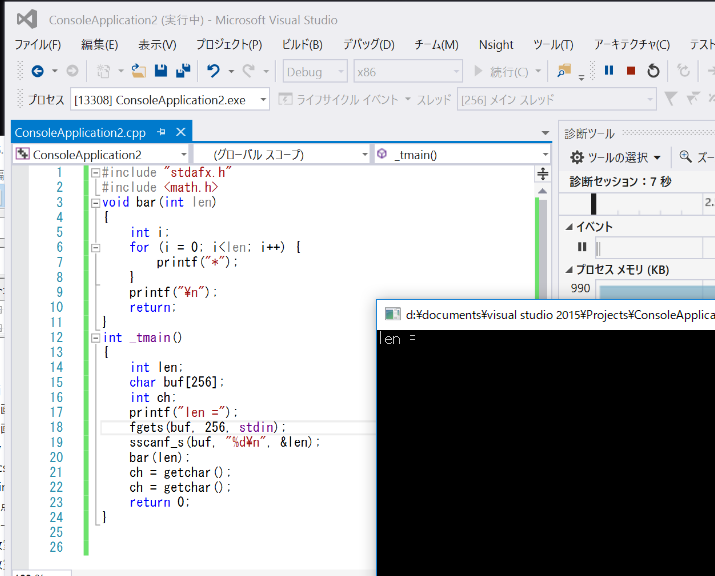 ConsoleApplication2 (実行中) - Microsoft Visual Studio
ファイル(F) 編集(E) 表示(V) プロジェクト(P) ビルド(B) デバッグ(D) チーム(M) Nsight ツール(T) アーキテクチャ(C) テスト
Debug x86 続行(C)
プロセス [13308] ConsoleApplication2.exe ライフサイクル イベント スレッド [256] メイン スレッド
ConsoleApplication2.cpp
ConsoleApplication2 (グローバル スコープ) _tmain()
1 #include "stdafx.h"
2 #include <math.h>
3 void bar(int len)
4 {
5 int i;
6 for (i = 0; i<len; i++) {
7 printf("*");
8 }
9 printf("¥n");
10 return;
11 }
12 int _tmain()
13 {
14 int len;
15 char buf[256];
16 int ch;
17 printf("len =");
18 fgets(buf, 256, stdin);
19 sscanf_s(buf, "%d¥n", &len);
20 bar(len);
21 ch = getchar();
22 ch = getchar();
23 return 0;
24 }
25
26
診断ツール
ツールの選択 ズー
診断セッション : 7 秒
2.
イベント
プロセス メモリ (KB)
990
d:¥documents¥visual studio 2015¥Projects¥ConsoleApplica
len =